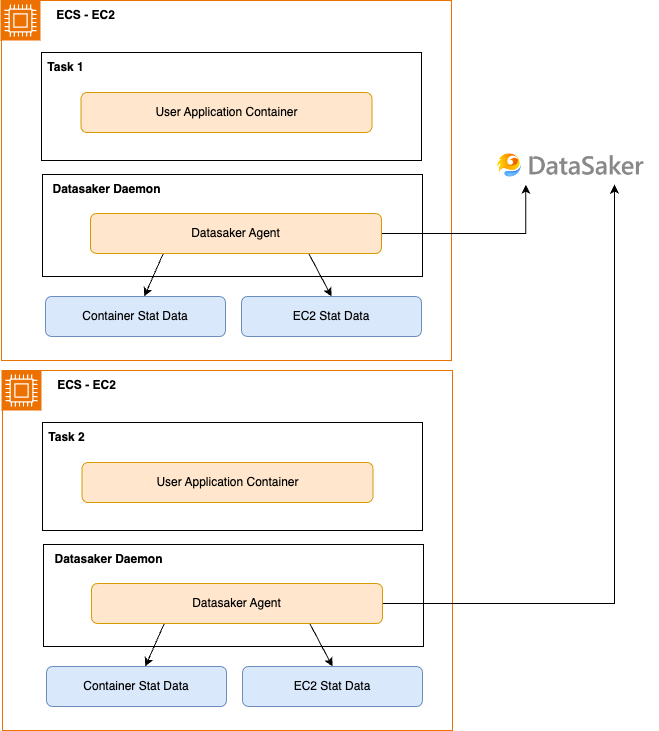 ECS - EC2
Task 1
User Application Container
Datasaker Daemon
Datasaker Agent
Container Stat Data
EC2 Stat Data
DataSaker
ECS - EC2
Task 2
User Application Container
Datasaker Daemon
Datasaker Agent
Container Stat Data
EC2 Stat Data